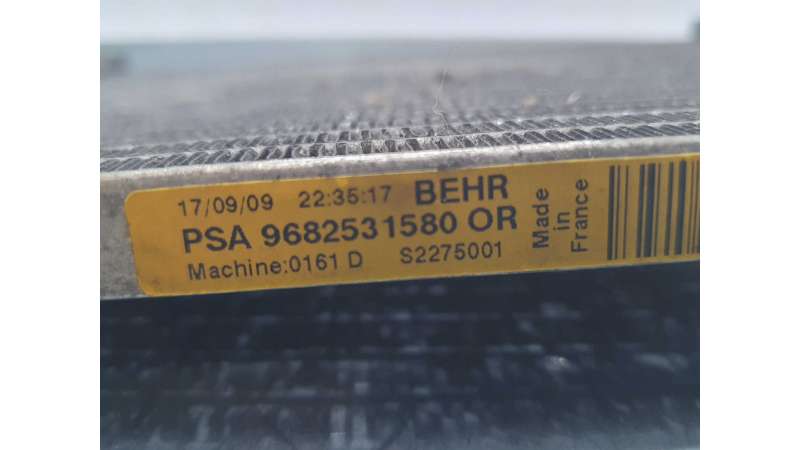 17/09/09 22:35:17 BEHR
PSA 9682531580 OR
Machine:0161 D S2275001
Made
in
France